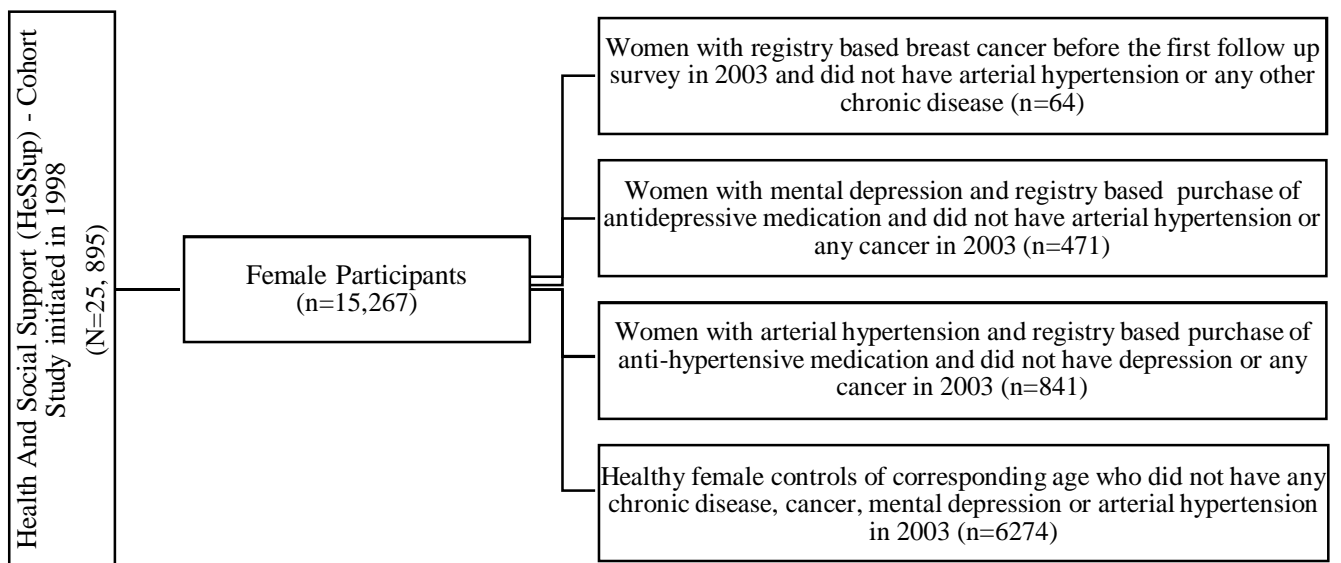 Health And Social Support (HeSSup) - Cohort
Study initiated in 1998
(N=25, 895)
Female Participants
(n=15,267)
Women with registry based breast cancer before the first follow up
survey in 2003 and did not have arterial hypertension or any other
chronic disease (n=64)
Women with mental depression and registry based purchase of
antidepressive medication and did not have arterial hypertension or
any cancer in 2003 (n=471)
Women with arterial hypertension and registry based purchase of
anti-hypertensive medication and did not have depression or any
cancer in 2003 (n=841)
Healthy female controls of corresponding age who did not have any
chronic disease, cancer, mental depression or arterial hypertension
in 2003 (n=6274)